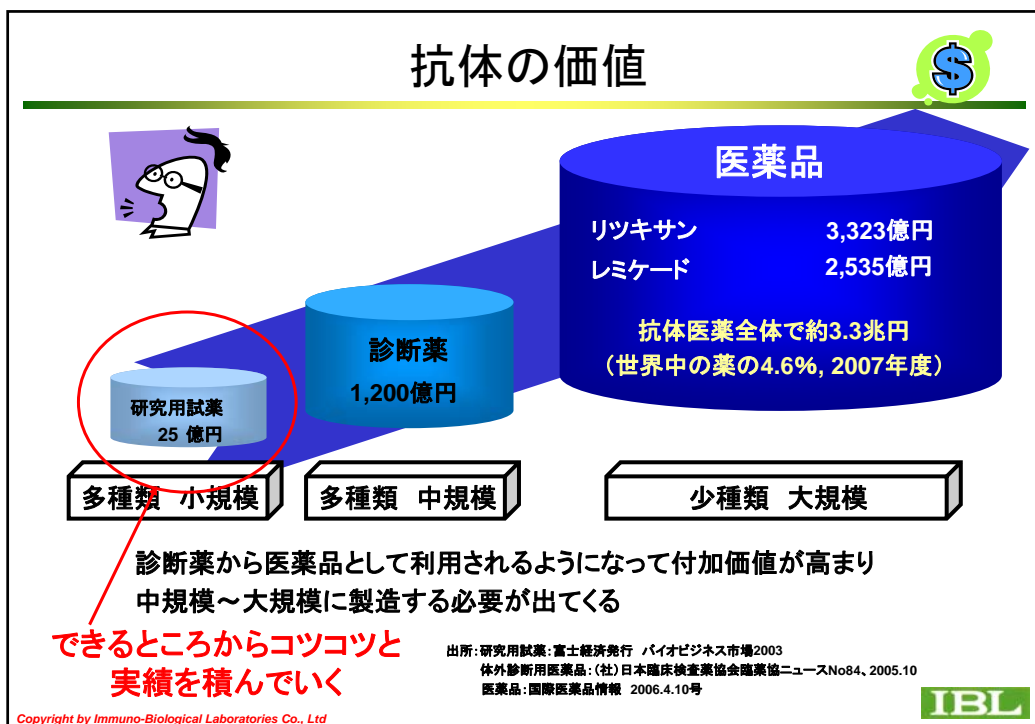 抗体の価値
$
医薬品
リツキサン 3,323億円
レミケード 2,535億円
抗体医薬全体で約3.3兆円
（世界中の薬の4.6%, 2007年度）
診断薬
1,200億円
研究用試薬
25 億円
多種類 小規模
多種類 中規模
少種類 大規模
診断薬から医薬品として利用されるようになって付加価値が高まり
中規模～大規模に製造する必要が出てくる
できるところからコツコツと
実績を積んでいく
出所：研究用試薬：富士経済発行 バイオビジネス市場2003
体外診断用医薬品：（社）日本臨床検査薬協会臨薬協ニュースNo84、2005.10
医薬品：国際医薬品情報 2006.4.10号
IBL
Copyright by Immuno-Biological Laboratories Co., Ltd